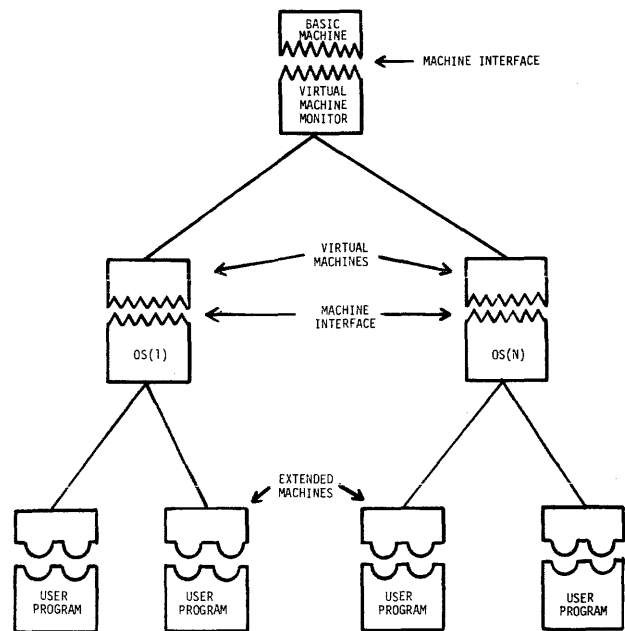 BASIC
MACHINE
MACHINE INTERFACE
VIRTUAL
MACHINE
MONITOR
VIRTUAL
MACHINES
MACHINE
INTERFACE
OS(1)
OS(N)
EXTENDED
MACHINES
USER
PROGRAM
USER
PROGRAM
USER
PROGRAM
USER
PROGRAM